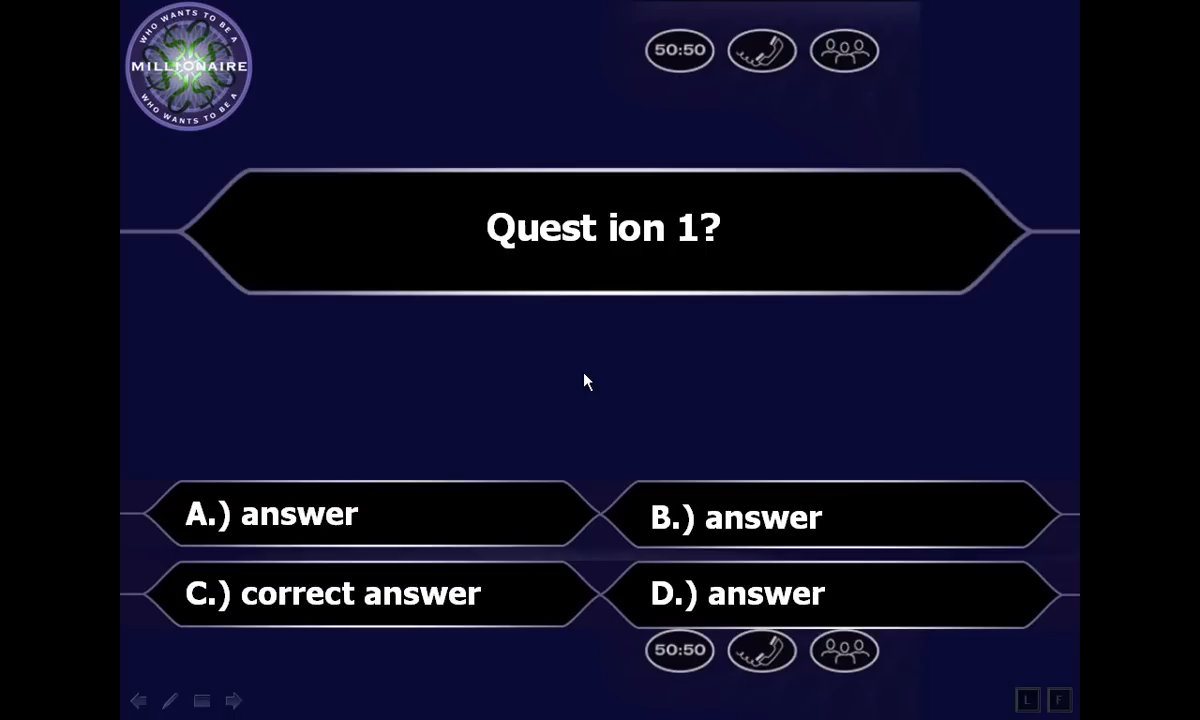 WHO WANTS TO BE A
MILLIONAIRE
WHO WANTS TO BE A
50:50
Quest ion 1?
A.) answer
B.) answer
C.) correct answer
D.) answer
50:50
L F